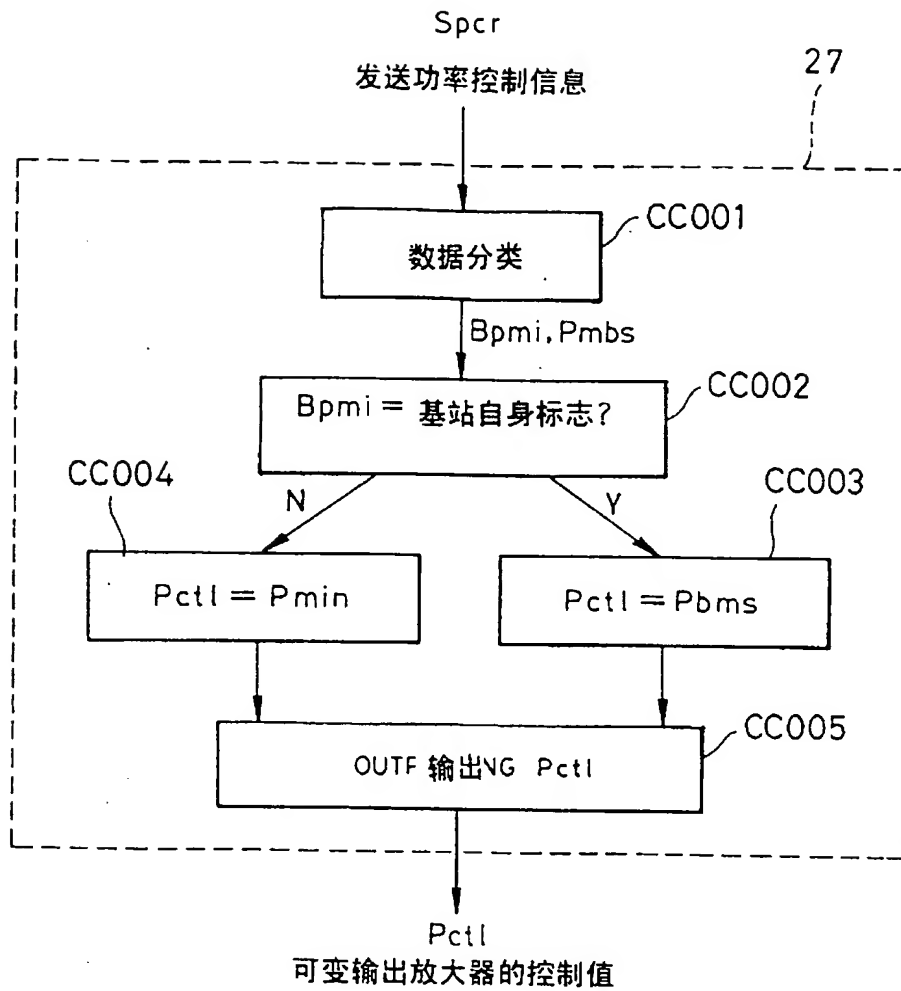 Spcr
发送功率控制信息
27
CC001
数据分类
Bpmi,Pmbs
CC002
Bpmi = 基站自身标志?
CC004
N
Y
CC003
Pctl = Pmin
Pctl = Pbms
CC005
OUTF 输出NG Pctl
Pctl
可变输出放大器的控制值